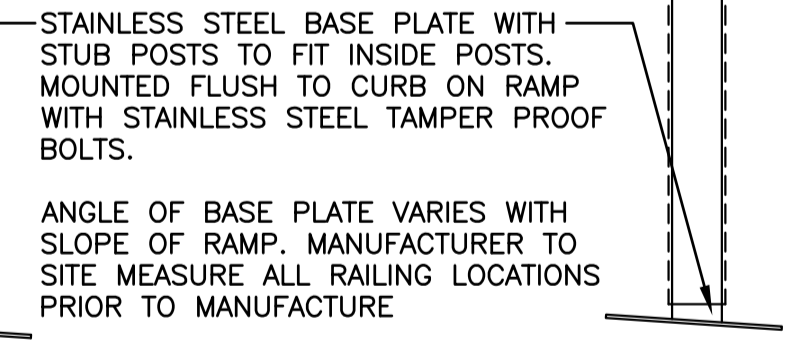 STAINLESS STEEL BASE PLATE WITH
STUB POSTS TO FIT INSIDE POSTS.
MOUNTED FLUSH TO CURB ON RAMP
WITH STAINLESS STEEL TAMPER PROOF
BOLTS.
ANGLE OF BASE PLATE VARIES WITH
SLOPE OF RAMP. MANUFACTURER TO
SITE MEASURE ALL RAILING LOCATIONS
PRIOR TO MANUFACTURE